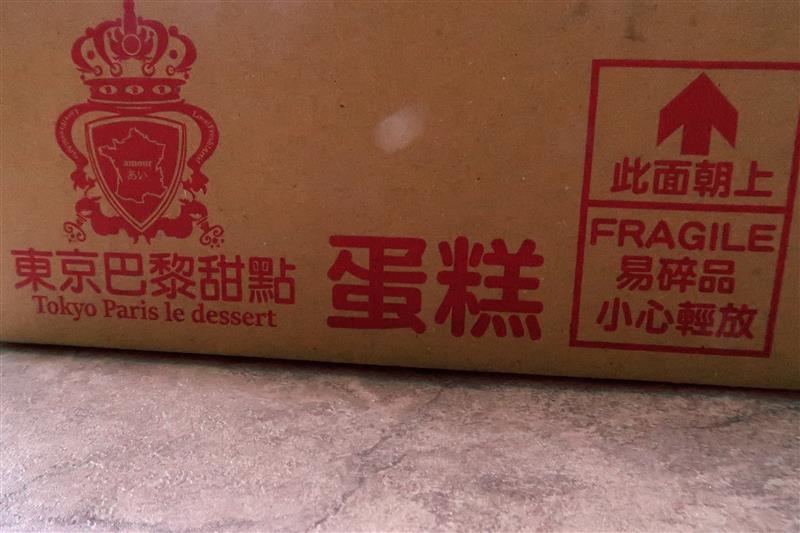 amour
あい
東京巴黎甜點
Tokyo Paris le dessert
蛋糕
此面朝上
FRAGILE
易碎品
小心輕放